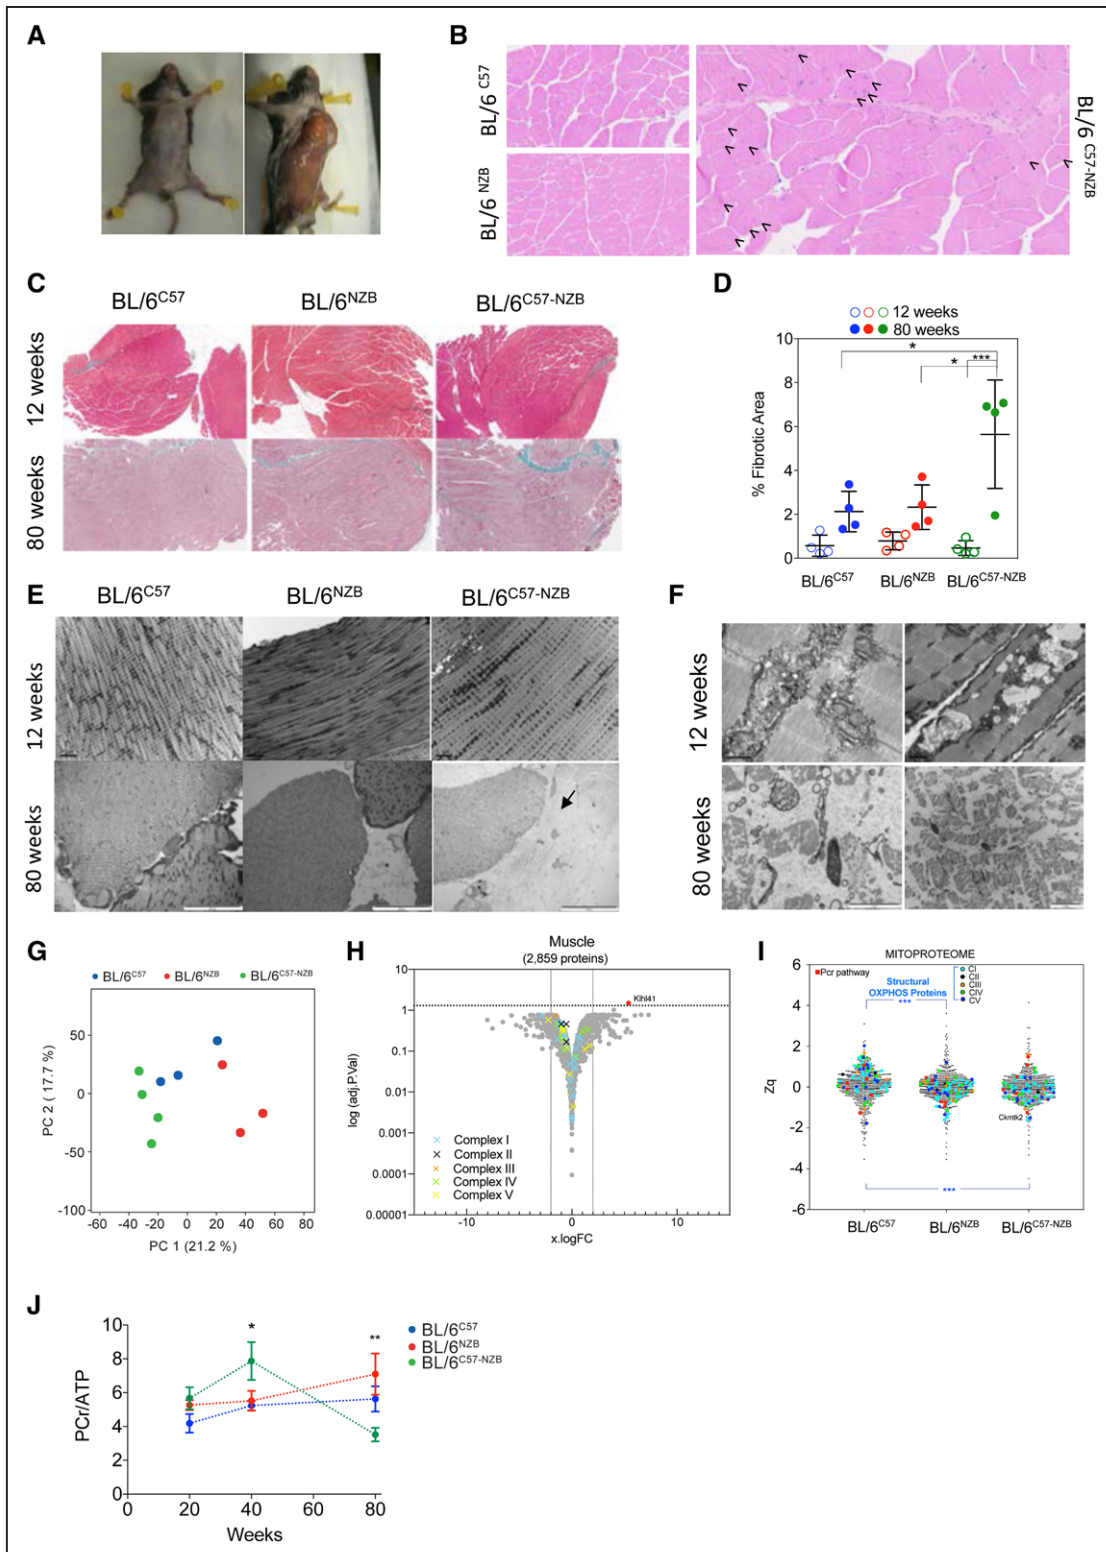 A
B
BL/6 C57
BL/6 NZB
BL/6 C57-NZB
C
BL/6C57
BL/6NZB
BL/6C57-NZB
12 weeks
80 weeks
D
12 weeks
80 weeks
*
*
***
% Fibrotic Area
10
8
6
4
2
0
BL/6C57
BL/6NZB
BL/6C57-NZB
E
BL/6C57
BL/6NZB
BL/6C57-NZB
12 weeks
80 weeks
F
12 weeks
80 weeks
G
BL/6C57
BL/6NZB
BL/6C57-NZB
PC 2 ( 17.7 %)
50
0
-50
-100
-60
-40
-20
0
20
40
60
80
PC 1 (21.2 %)
H
Muscle
(2,859 proteins)
Klhl41
log (adj.P.Val)
10
1
0.1
0.01
0.001
0.0001
0.00001
Complex I
Complex II
Complex III
Complex IV
Complex V
-10
0
10
x.logFC
I
MITOPROTEOME
Pcr pathway
Structural
OXPHOS Proteins
CI
CII
CIII
CIV
CV
***
Zq
6
4
2
0
-2
-4
-6
Ckmtk2
***
BL/6C57
BL/6NZB
BL/6C57-NZB
J
PCr/ATP
10
8
6
4
2
0
*
**
BL/6C57
BL/6NZB
BL/6C57-NZB
0
20
40
60
80
Weeks